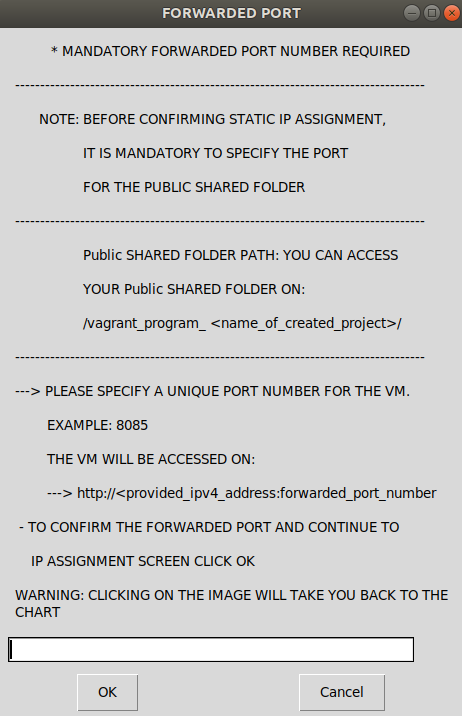 FORWARDED PORT
* MANDATORY FORWARDED PORT NUMBER REQUIRED
----------------------------------------------------------------------------------
NOTE: BEFORE CONFIRMING STATIC IP ASSIGNMENT,
IT IS MANDATORY TO SPECIFY THE PORT
FOR THE PUBLIC SHARED FOLDER
----------------------------------------------------------------------------------
Public SHARED FOLDER PATH: YOU CAN ACCESS
YOUR Public SHARED FOLDER ON:
/vagrant_program_ <name_of_created_project>/
----------------------------------------------------------------------------------
---> PLEASE SPECIFY A UNIQUE PORT NUMBER FOR THE VM.
EXAMPLE: 8085
THE VM WILL BE ACCESSED ON:
---> http://<provided_ipv4_address:forwarded_port_number
- TO CONFIRM THE FORWARDED PORT AND CONTINUE TO
IP ASSIGNMENT SCREEN CLICK OK
WARNING: CLICKING ON THE IMAGE WILL TAKE YOU BACK TO THE
CHART
OK Cancel